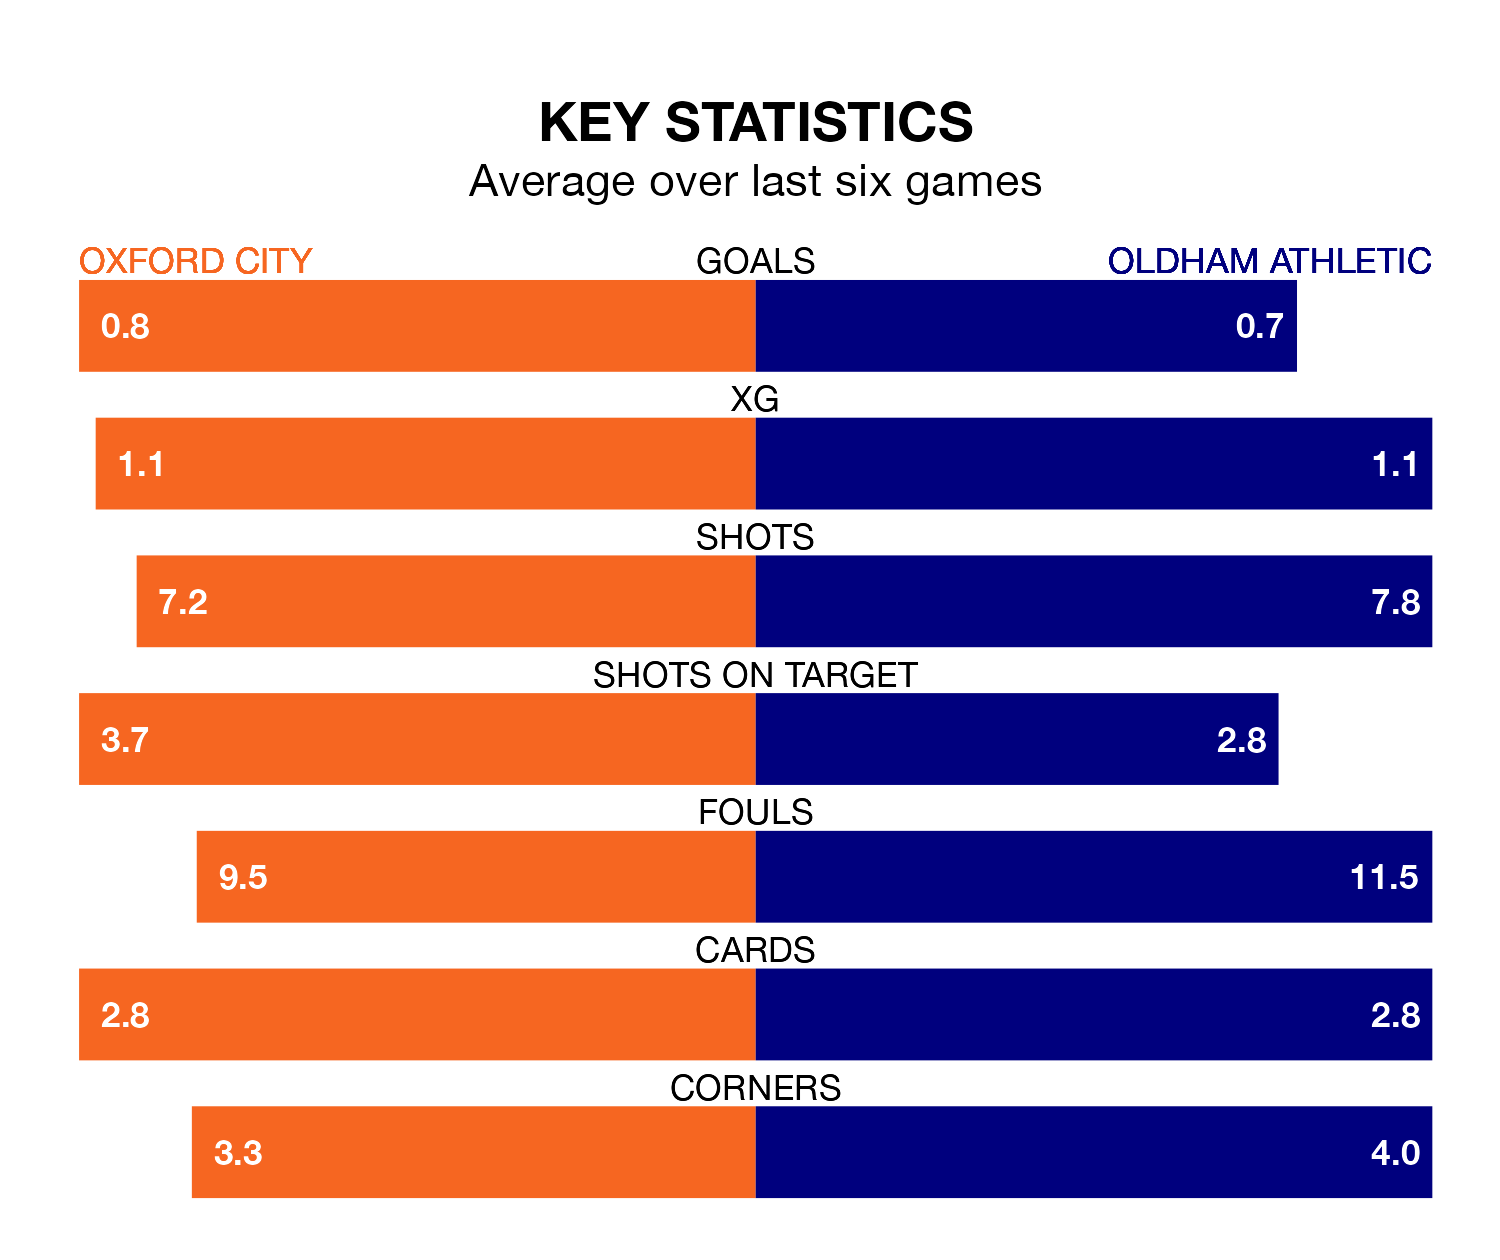 KEY STATISTICS
Average over last six games
OXFORD CITY GOALS OLDHAM ATHLETIC
0.8 0.7
XG
1.1 1.1
SHOTS
7.2 7.8
SHOTS ON TARGET
3.7 2.8
FOULS
9.5 11.5
CARDS
2.8 2.8
CORNERS
3.3 4.0